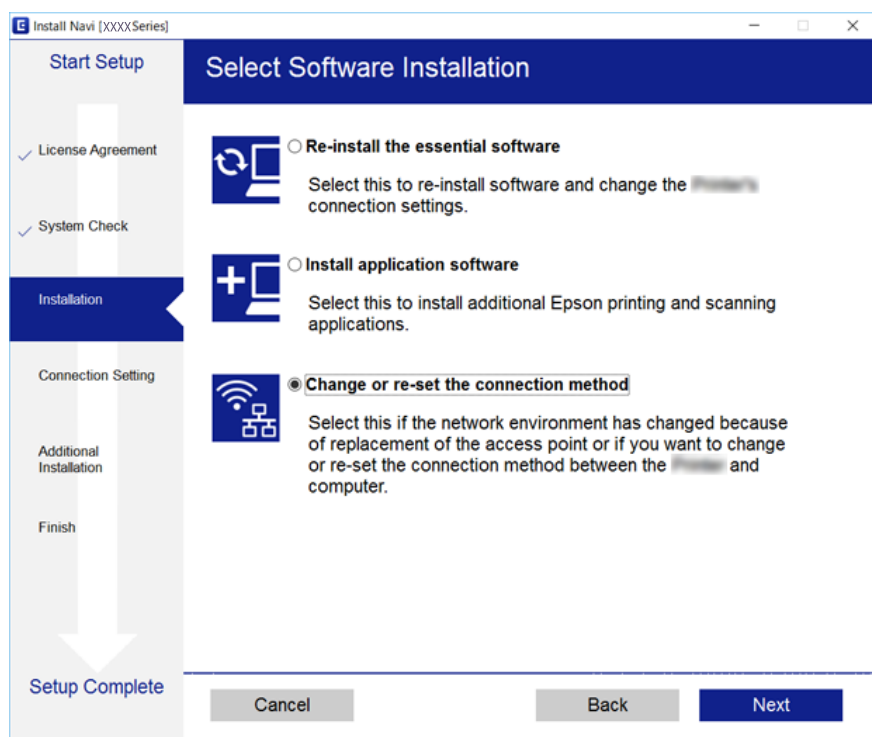 Install Navi [XXXX Series]
Start Setup
License Agreement
System Check
Installation
Connection Setting
Additional
Installation
Finish
Setup Complete
Select Software Installation
Re-install the essential software
Select this to re-install software and change the
connection settings.
Install application software
Select this to install additional Epson printing and scanning
applications.
Change or re-set the connection method
Select this if the network environment has changed because
of replacement of the access point or if you want to change
or re-set the connection method between the and
computer.
Cancel
Back
Next